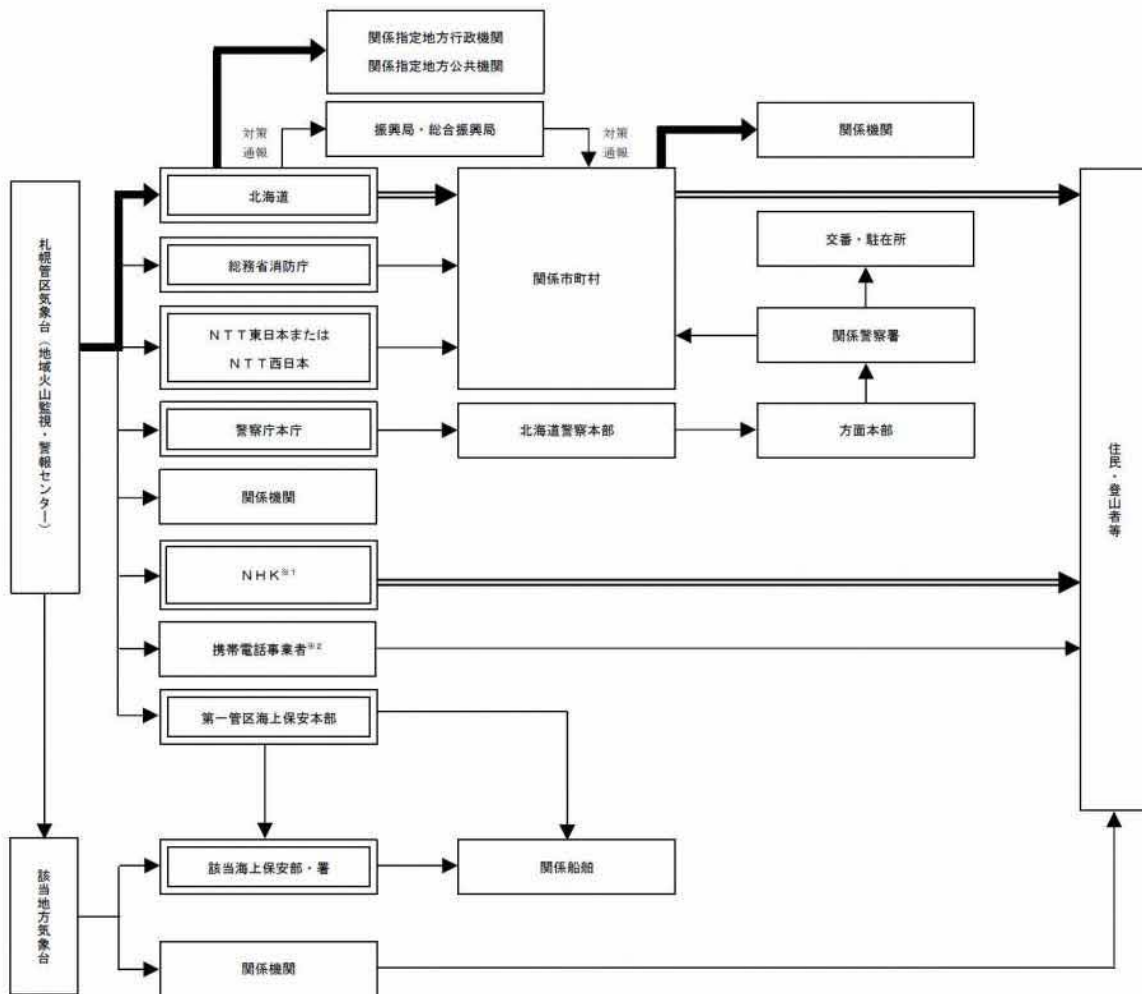 関係指定地方行政機関
関係指定地方公共機関
対策
通報
振興局・総合振興局
対策
通報
関係機関
札幌管区気象台（地域火山監視・警報センター）
北海道
関係市町村
住民・登山者等
総務省消防庁
交番・駐在所
ＮＴＴ東日本または
ＮＴＴ西日本
関係警察署
警察庁本庁
北海道警察本部
方面本部
関係機関
ＮＨＫ※1
携帯電話事業者※2
第一管区海上保安本部
該当地方気象台
該当海上保安部・署
関係船舶
関係機関